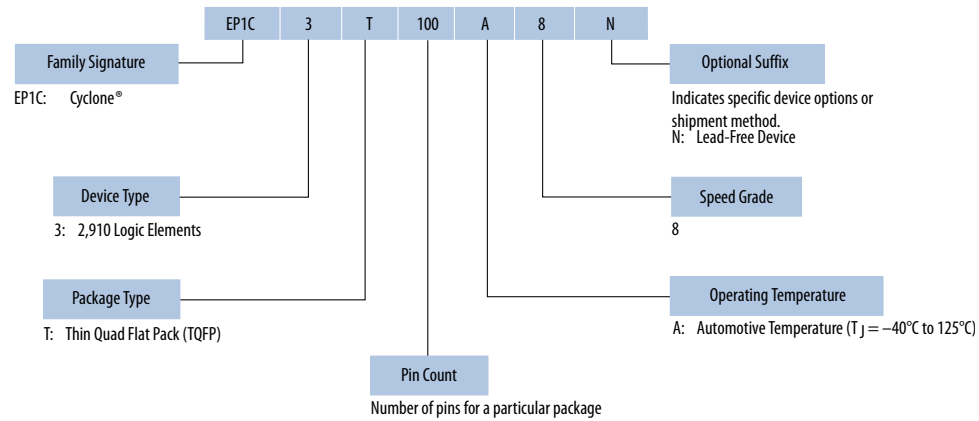 EP1C 3 T 100 A 8 N
Family Signature
EP1C: Cyclone®
Optional Suffix
Indicates specific device options or
shipment method.
N: Lead-Free Device
Device Type
3: 2,910 Logic Elements
Speed Grade
8
Package Type
T: Thin Quad Flat Pack (TQFP)
Operating Temperature
A: Automotive Temperature (T J = −40°C to 125°C)
Pin Count
Number of pins for a particular package